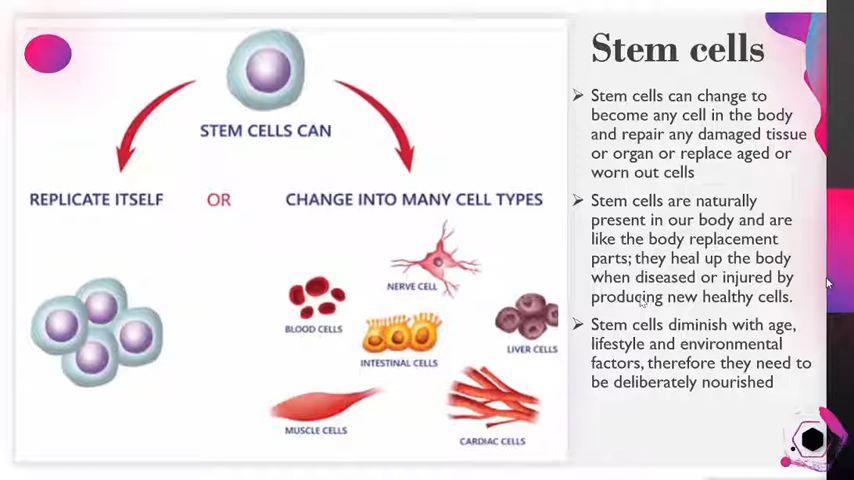 Stem cells
STEM CELLS CAN
REPLICATE ITSELF OR CHANGE INTO MANY CELL TYPES
NERVE CELL
BLOOD CELLS
INTESTINAL CELLS
LIVER CELLS
MUSCLE CELLS
CARDIAC CELLS
➢ Stem cells can change to
become any cell in the body
and repair any damaged tissue
or organ or replace aged or
worn out cells
➢ Stem cells are naturally
present in our body and are
like the body replacement
parts; they heal up the body
when diseased or injured by
producing new healthy cells.
➢ Stem cells diminish with age,
lifestyle and environmental
factors, therefore they need to
be deliberately nourished